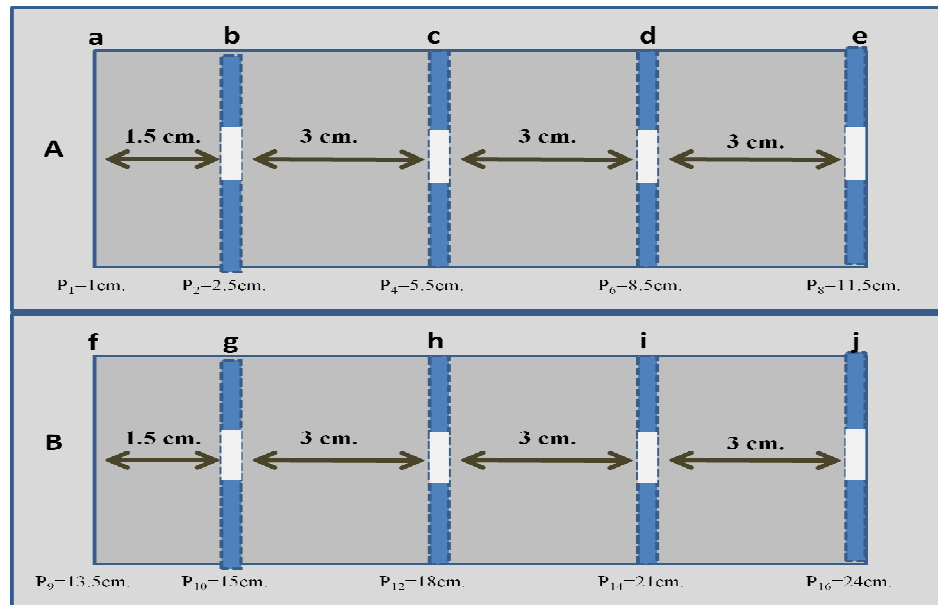 a b c d e
1.5 cm. 3 cm. 3 cm. 3 cm.
A
P₁=1cm. P₂=2.5cm. P₄=5.5cm. P₆=8.5cm. P₈=11.5cm.
f g h i j
1.5 cm. 3 cm. 3 cm. 3 cm.
B
P₉=13.5cm. P₁₀=15cm. P₁₂=18cm. P₁₄=21cm. P₁₆=24cm.